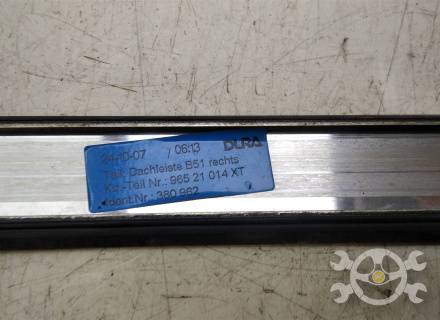 24-10-07 / 06:13 DURA
Teil: Dachleiste B51 rechts
Kd.-Teil Nr.: 965 21 014 XT
Ident.Nr.: 380 962